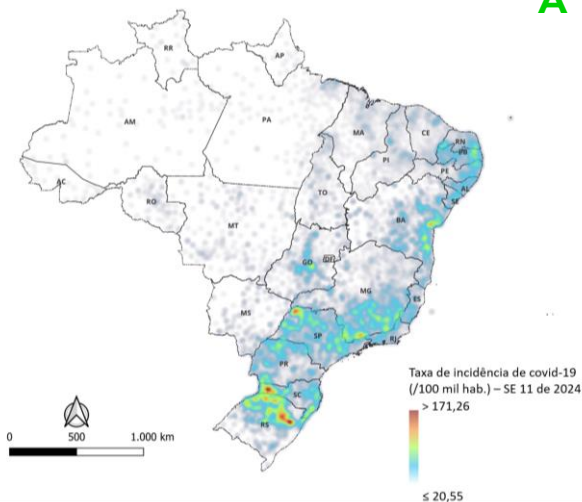 A
RR
AP
AM
PA
MA
CE
RN
PB
PI
PE
AL
SE
AC
RO
TO
BA
MT
GO
DF
MG
ES
MS
SP
RJ
PR
SC
RS
Taxa de incidência de covid-19
(/100 mil hab.) – SE 11 de 2024
> 171,26
≤ 20,55
0 500 1.000 km